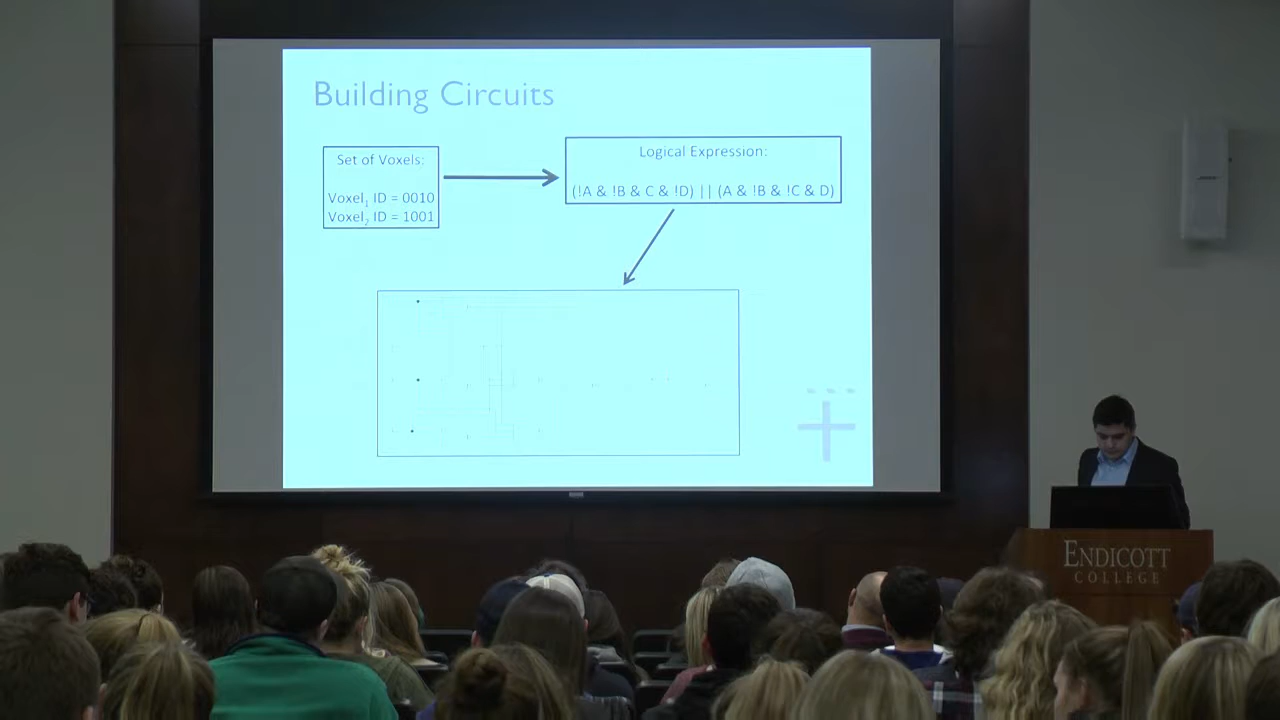 Building Circuits
Set of Voxels:
Voxel₁ ID = 0010
Voxel₂ ID = 1001
Logical Expression:
(!A & !B & C & !D) || (A & !B & !C & D)
ENDICOTT
COLLEGE